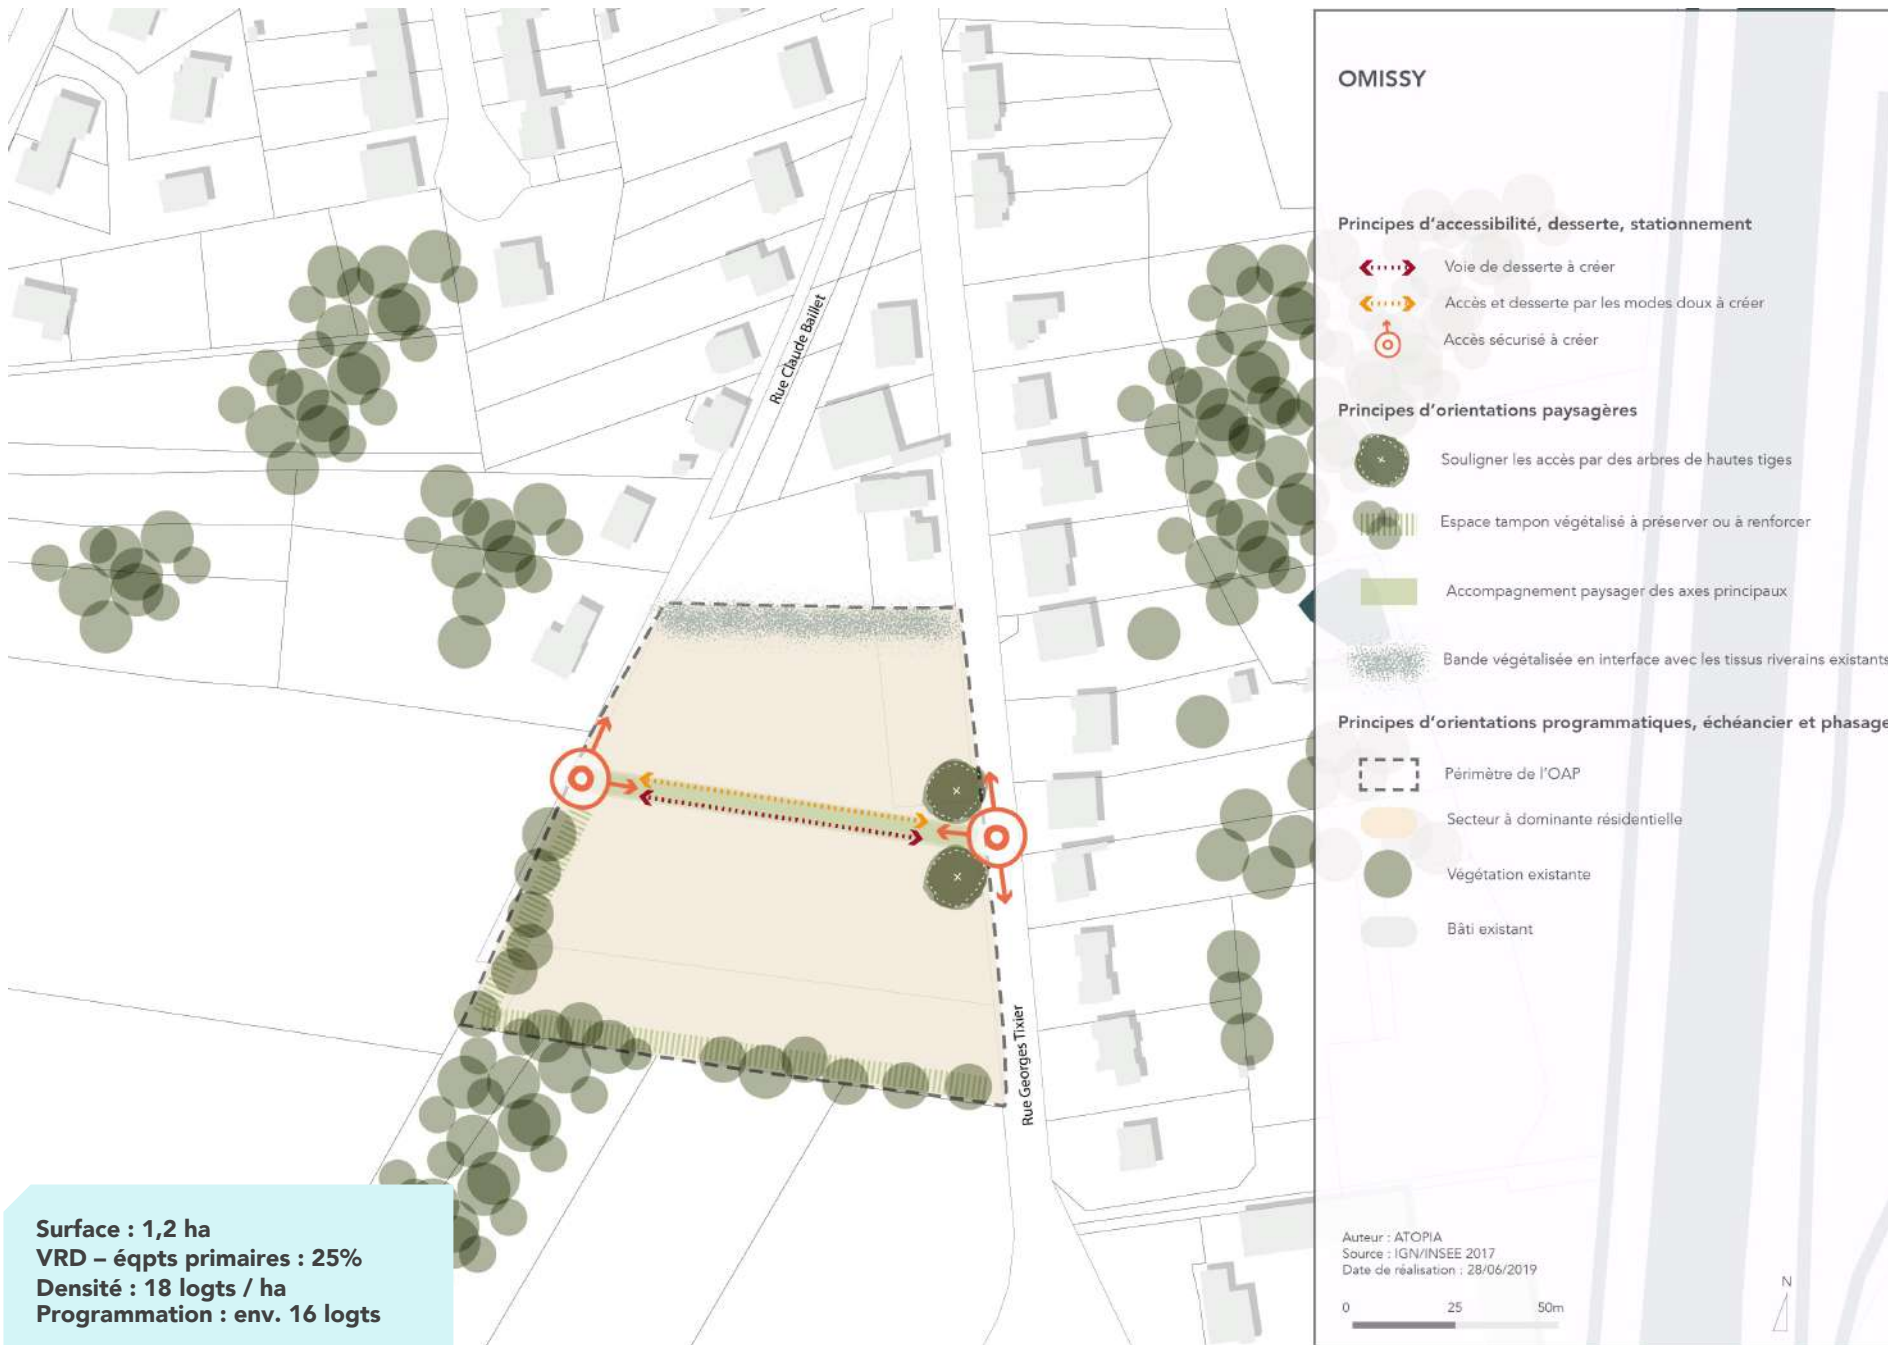 OMISSY
Principes d'accessibilité, desserte, stationnement
Voie de desserte à créer
Accès et desserte par les modes doux à créer
Accès sécurisé à créer
Principes d'orientations paysagères
Souligner les accès par des arbres de hautes tiges
Espace tampon végétalisé à préserver ou à renforcer
Accompagnement paysager des axes principaux
Bande végétalisée en interface avec les tissus riverains existants
Principes d'orientations programmatiques, échéancier et phasage
Périmètre de l'OAP
Secteur à dominante résidentielle
Végétation existante
Bâti existant
Auteur : ATOPIA
Source : IGN/INSEE 2017
Date de réalisation : 28/06/2019
0 25 50m
N
Rue Claude Baillet
Rue Georges Tixier
Surface : 1,2 ha
VRD – éqpts primaires : 25%
Densité : 18 logts / ha
Programmation : env. 16 logts